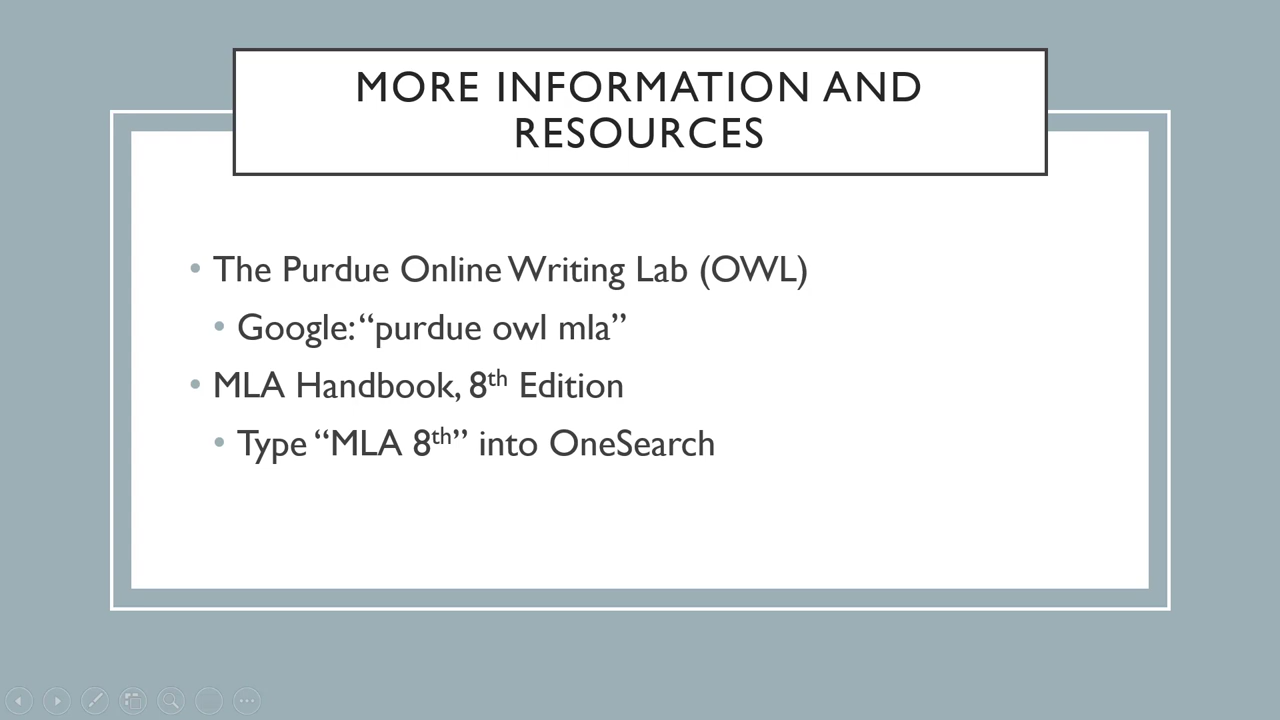 MORE INFORMATION AND
RESOURCES
• The Purdue Online Writing Lab (OWL)
• Google: “purdue owl mla”
• MLA Handbook, 8th Edition
• Type “MLA 8th” into OneSearch